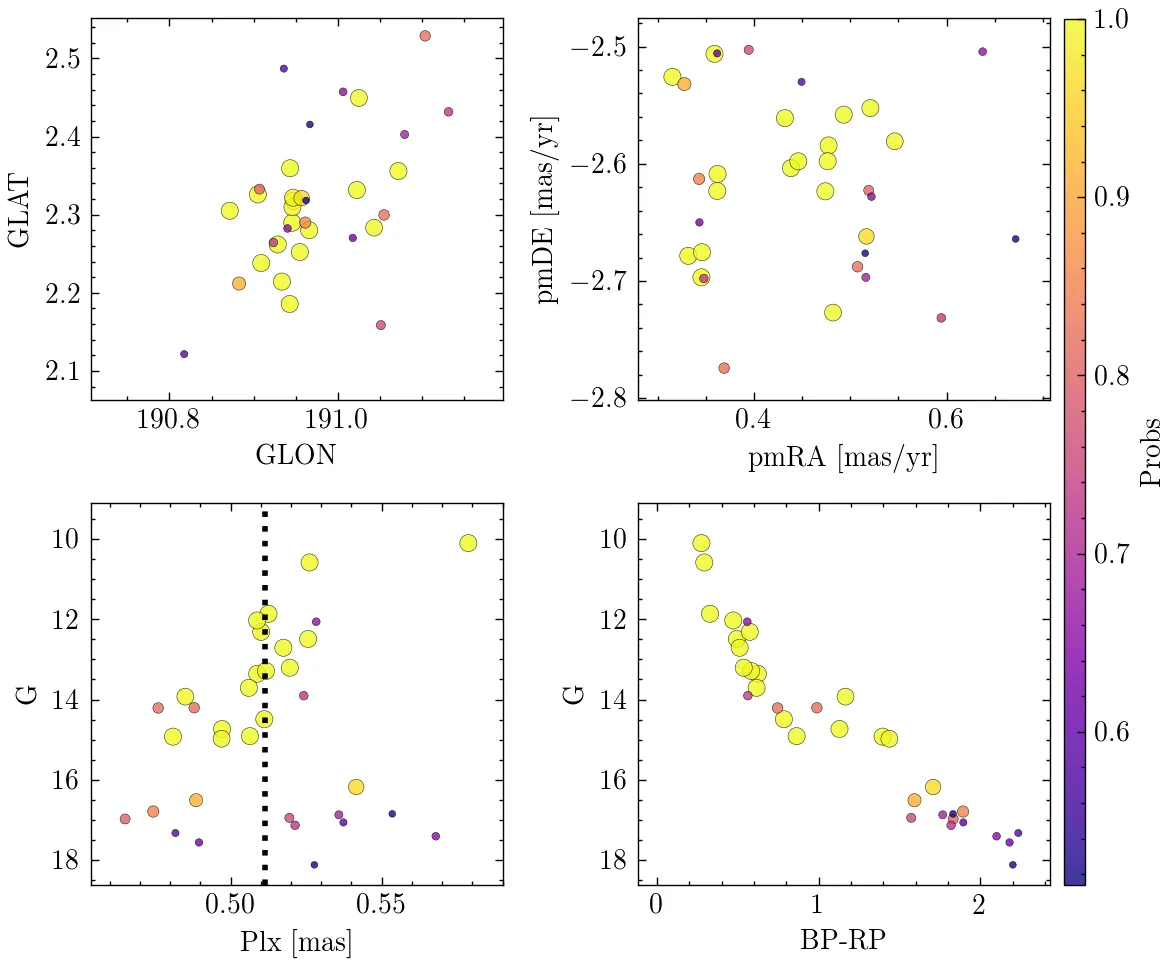 2.5
2.4
2.3
2.2
2.1
GLAT
190.8 191.0
GLON
−2.5
−2.6
−2.7
−2.8
pmDE [mas/yr]
0.4 0.6
pmRA [mas/yr]
10
12
14
16
18
G
0.50 0.55
Plx [mas]
10
12
14
16
18
G
0 1 2
BP-RP
1.0
0.9
0.8
0.7
0.6
Probs